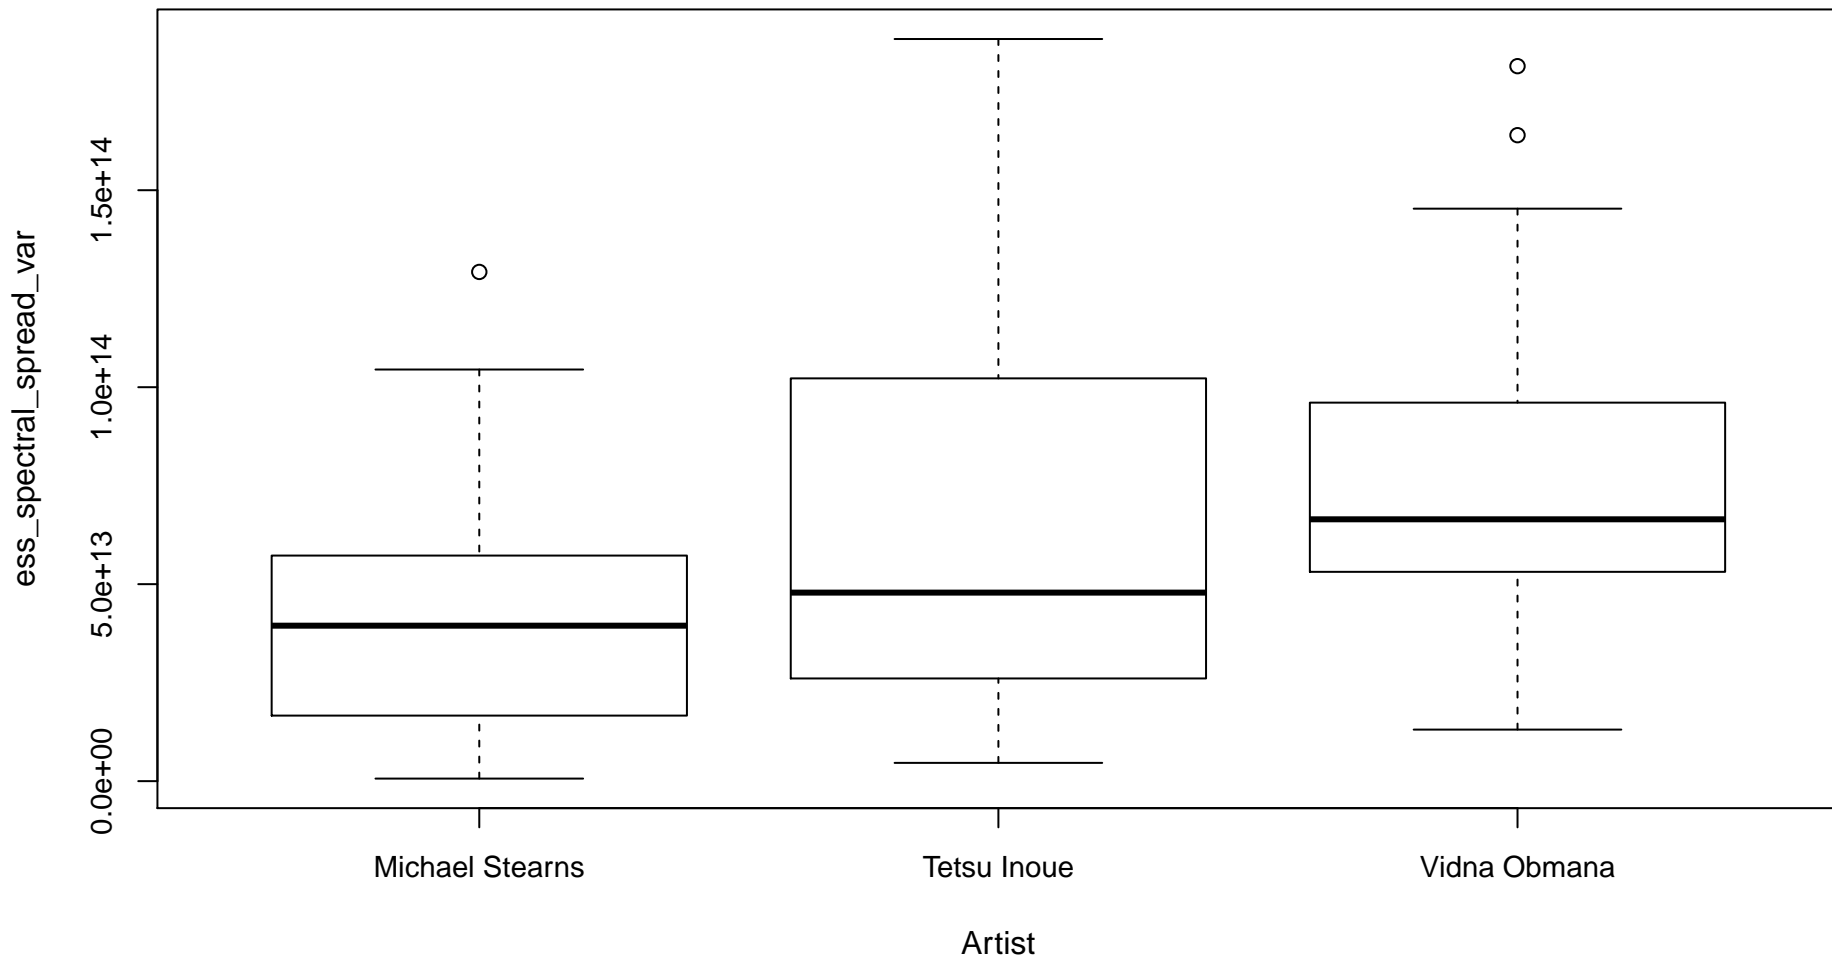 ess_spectral_spread_var
1.5e+14
1.0e+14
5.0e+13
0.0e+00
Michael Stearns
Tetsu Inoue
Vidna Obmana
Artist